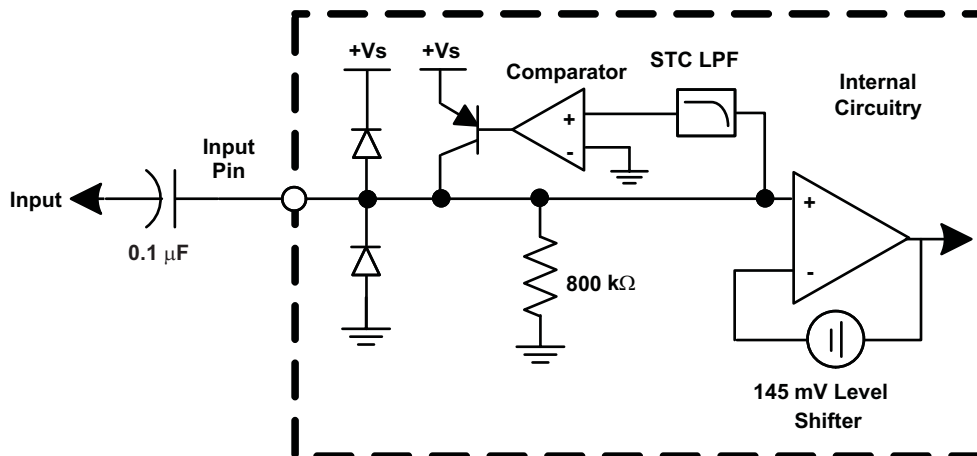 +Vs
+Vs
Comparator
STC LPF
Internal
Circuitry
+
-
Input
Pin
Input
0.1 μF
800 kΩ
+
-
145 mV Level
Shifter